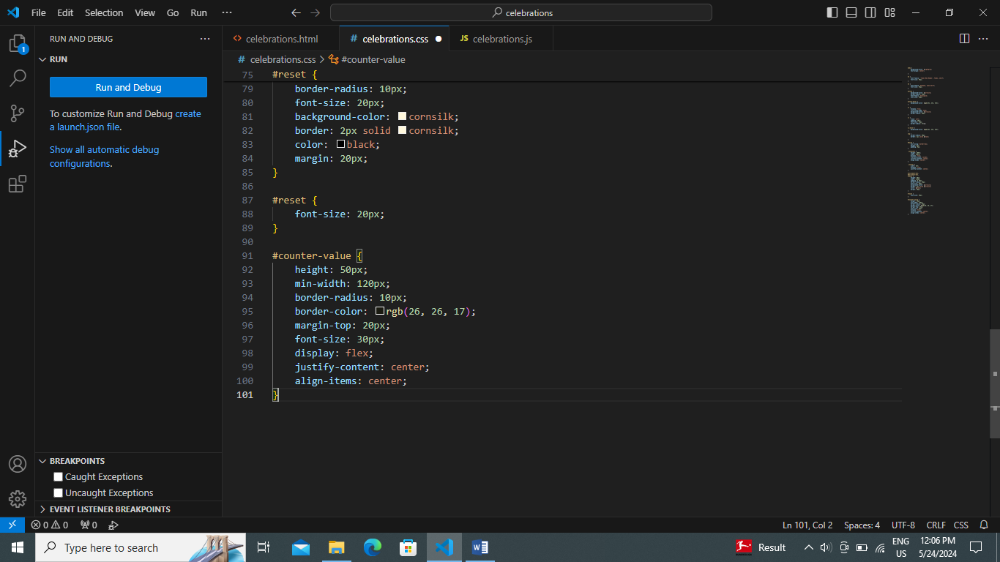 File Edit Selection View Go Run ···
celebrations
RUN AND DEBUG ···
RUN
Run and Debug
To customize Run and Debug create
a launch.json file.
Show all automatic debug
configurations.
BREAKPOINTS
Caught Exceptions
Uncaught Exceptions
EVENT LISTENER BREAKPOINTS
<> celebrations.html
# celebrations.css
JS celebrations.js
# celebrations.css > #counter-value
75 #reset {
79 border-radius: 10px;
80 font-size: 20px;
81 background-color: cornsilk;
82 border: 2px solid cornsilk;
83 color: black;
84 margin: 20px;
85 }
86
87 #reset {
88 font-size: 20px;
89 }
90
91 #counter-value {
92 height: 50px;
93 min-width: 120px;
94 border-radius: 10px;
95 border-color: rgb(26, 26, 17);
96 margin-top: 20px;
97 font-size: 30px;
98 display: flex;
99 justify-content: center;
100 align-items: center;
101 }
1
0 0 0
Ln 101, Col 2 Spaces: 4 UTF-8 CRLF CSS
Type here to search
Result
ENG
US
12:06 PM
5/24/2024